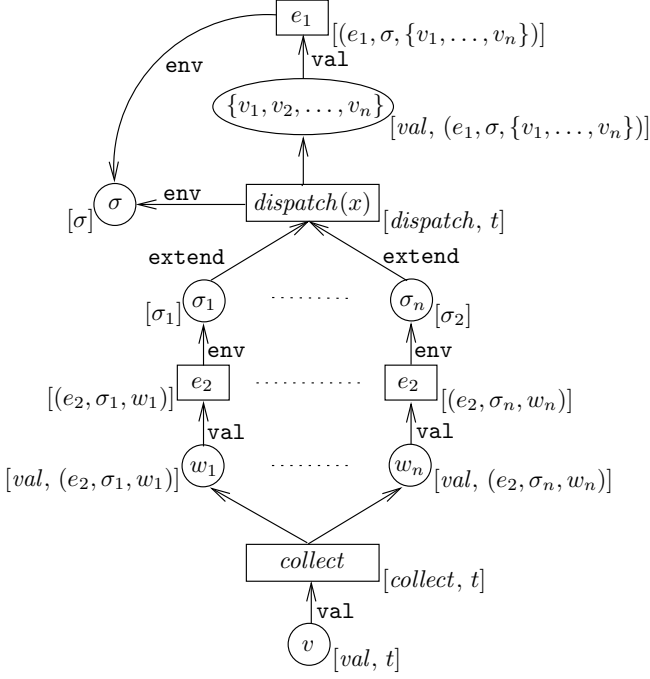 e₁
[(e₁, σ, {v₁, . . . , vₙ})]
env
val
{v₁, v₂, . . . , vₙ}
[val, (e₁, σ, {v₁, . . . , vₙ})]
σ
env
dispatch(x)
[σ]
[dispatch, t]
extend
extend
σ₁
.........
σₙ
[σ₁]
[σ₂]
env
env
e₂
............
e₂
[(e₂, σ₁, w₁)]
[(e₂, σₙ, wₙ)]
val
val
w₁
.........
wₙ
[val, (e₂, σ₁, w₁)]
[val, (e₂, σₙ, wₙ)]
collect
[collect, t]
val
v
[val, t]